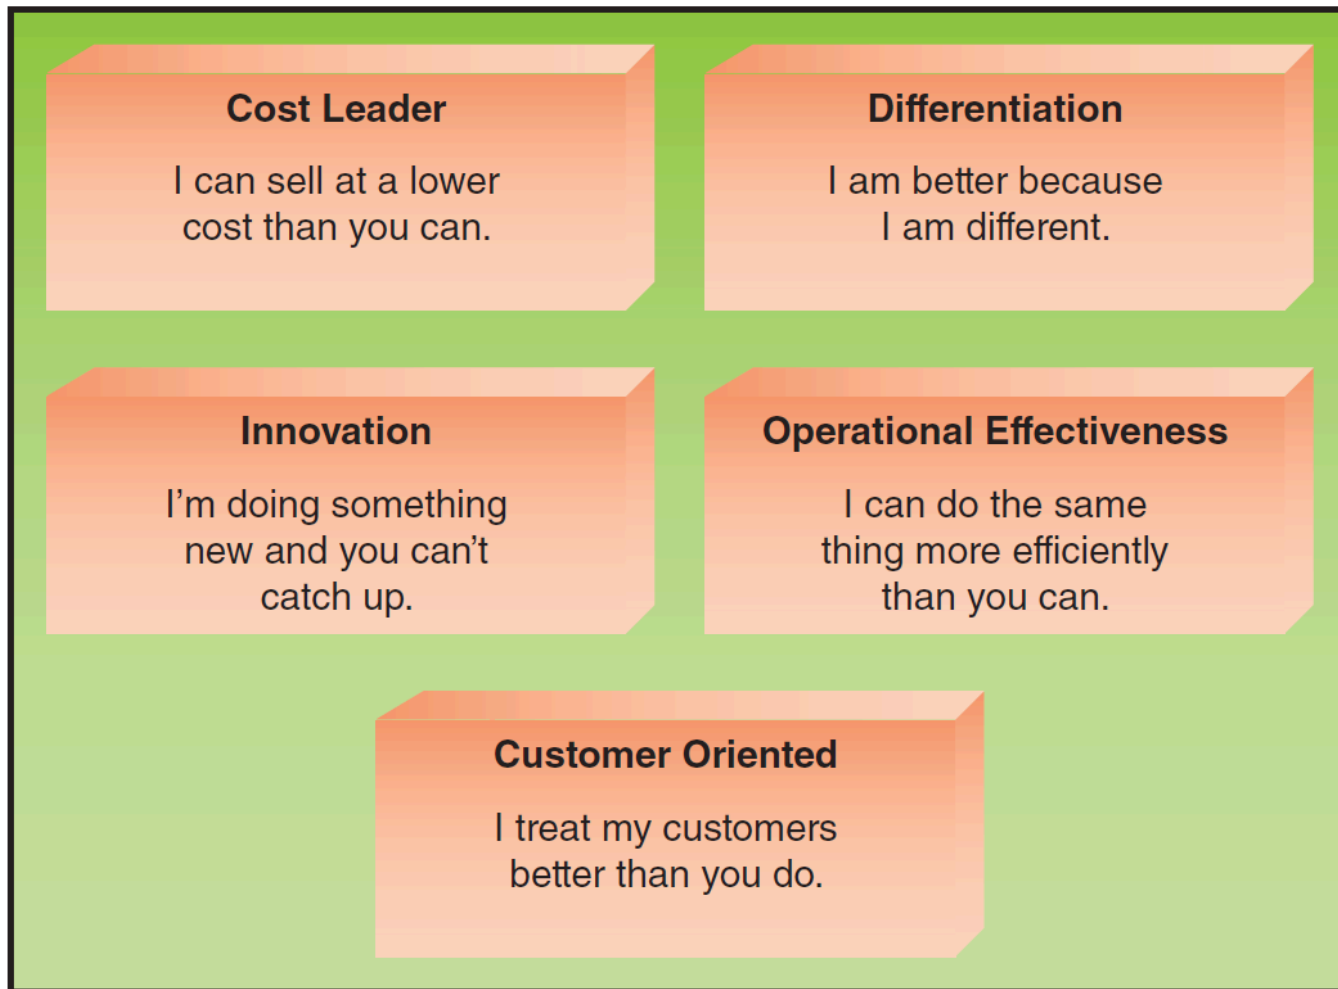 Cost Leader
I can sell at a lower
cost than you can.
Differentiation
I am better because
I am different.
Innovation
I’m doing something
new and you can’t
catch up.
Operational Effectiveness
I can do the same
thing more efficiently
than you can.
Customer Oriented
I treat my customers
better than you do.